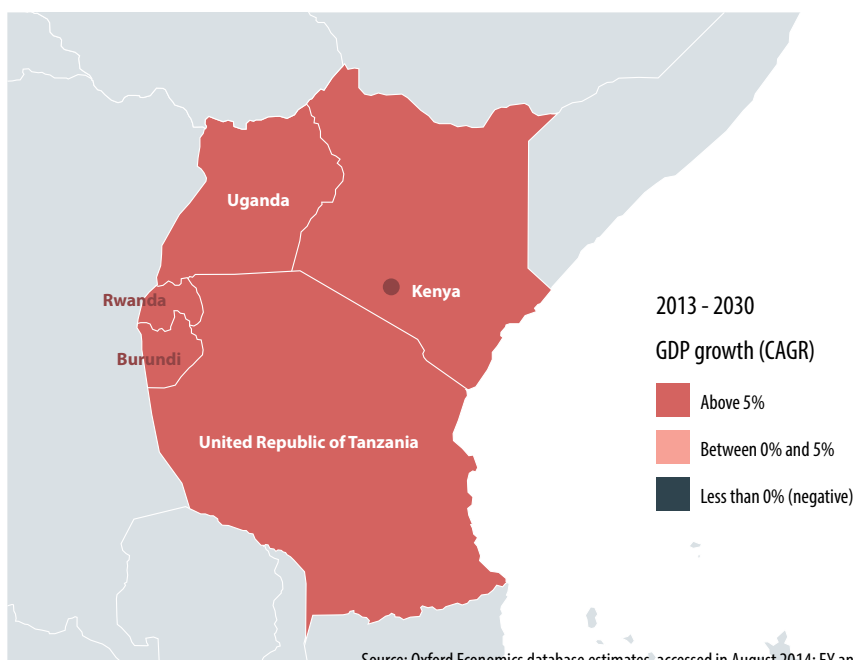 Uganda
Rwanda
Kenya
Burundi
United Republic of Tanzania
2013 - 2030
GDP growth (CAGR)
Above 5%
Between 0% and 5%
Less than 0% (negative)
Source: Oxford Economics database estimates, accessed in August 2014; EY an